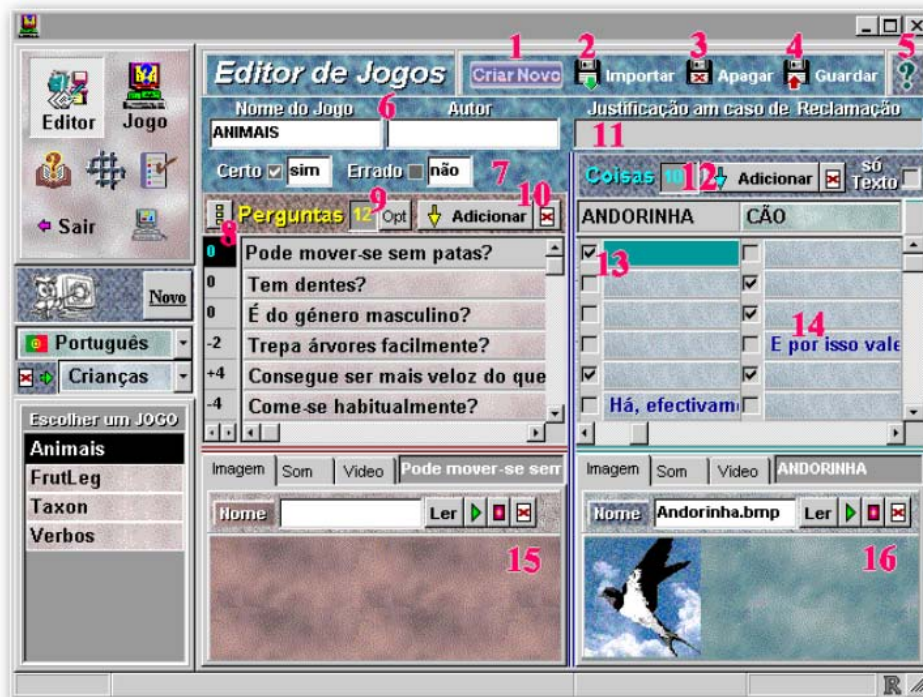 1 2 3 4 5
Editor de Jogos Criar Novo Importar Apagar Guardar
Editor Jogo
Nome do Jogo 6 Autor Justificação am caso de Reclamação
ANIMAIS 11
Certo sim Errado não 7
Coisas 10 12 Adicionar só Texto
8 Perguntas 12 9 Opt Adicionar 10
Sair
ANDORINHA CÃO
0 Pode mover-se sem patas? 13
0 Tem dentes?
0 É do género masculino? 14
-2 Trepa árvores facilmente? E por isso vale
+4 Consegue ser mais veloz do que
-4 Come-se habitualmente? Há, efectivam
Novo
Português
Crianças
Escolher um JOGO
Animais
FrutLeg
Taxon
Verbos
Imagem Som Video Pode mover-se sem
Nome Ler
15
Imagem Som Video ANDORINHA
Nome Andorinha.bmp Ler
16
R